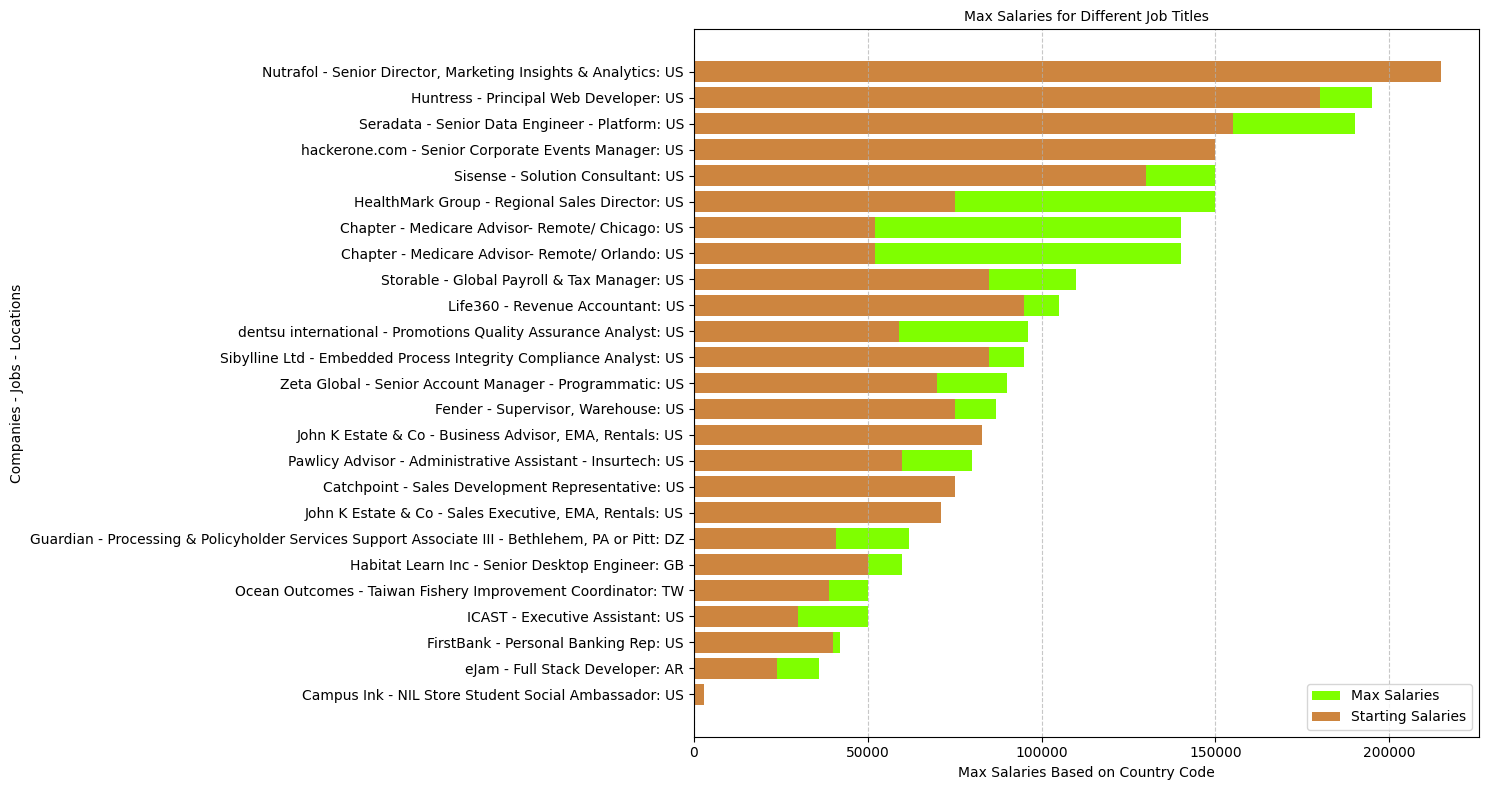 Max Salaries for Different Job Titles
Nutrafol - Senior Director, Marketing Insights & Analytics: US
Huntress - Principal Web Developer: US
Seradata - Senior Data Engineer - Platform: US
hackerone.com - Senior Corporate Events Manager: US
Sisense - Solution Consultant: US
HealthMark Group - Regional Sales Director: US
Chapter - Medicare Advisor- Remote/ Chicago: US
Chapter - Medicare Advisor- Remote/ Orlando: US
Storable - Global Payroll & Tax Manager: US
Life360 - Revenue Accountant: US
dentsu international - Promotions Quality Assurance Analyst: US
Sibylline Ltd - Embedded Process Integrity Compliance Analyst: US
Zeta Global - Senior Account Manager - Programmatic: US
Fender - Supervisor, Warehouse: US
John K Estate & Co - Business Advisor, EMA, Rentals: US
Pawlicy Advisor - Administrative Assistant - Insurtech: US
Catchpoint - Sales Development Representative: US
John K Estate & Co - Sales Executive, EMA, Rentals: US
Guardian - Processing & Policyholder Services Support Associate III - Bethlehem, PA or Pitt: DZ
Habitat Learn Inc - Senior Desktop Engineer: GB
Ocean Outcomes - Taiwan Fishery Improvement Coordinator: TW
ICAST - Executive Assistant: US
FirstBank - Personal Banking Rep: US
eJam - Full Stack Developer: AR
Campus Ink - NIL Store Student Social Ambassador: US
Companies - Jobs - Locations
Max Salaries
Starting Salaries
0 50000 100000 150000 200000
Max Salaries Based on Country Code